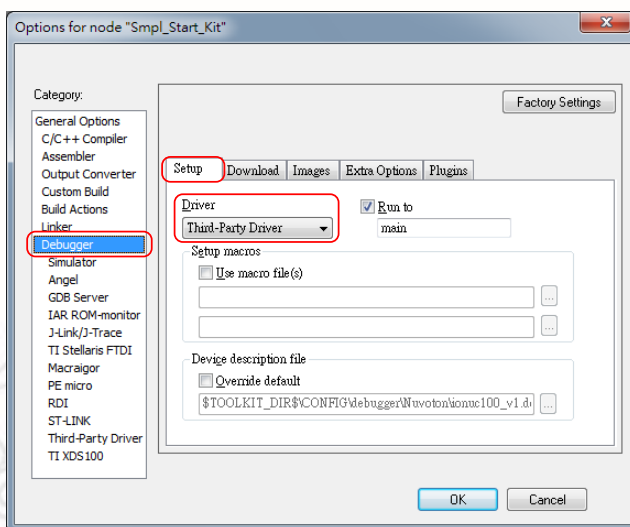 Options for node "Smpl_Start_Kit"
Category:
Factory Settings
General Options
C/C++ Compiler
Assembler
Output Converter
Custom Build
Build Actions
Linker
Debugger
Simulator
Angel
GDB Server
IAR ROM-monitor
J-Link/J-Trace
TI Stellaris FTDI
Macraigor
PE micro
RDI
ST-LINK
Third-Party Driver
TI XDS100
Setup Download Images Extra Options Plugins
Driver
Run to
Third-Party Driver
main
Setup macros
Use macro file(s)
...
...
Device description file
Override default
$TOOLKIT_DIR$\CONFIG\debugger\Nuvoton\ionuc100_v1.d
...
OK Cancel